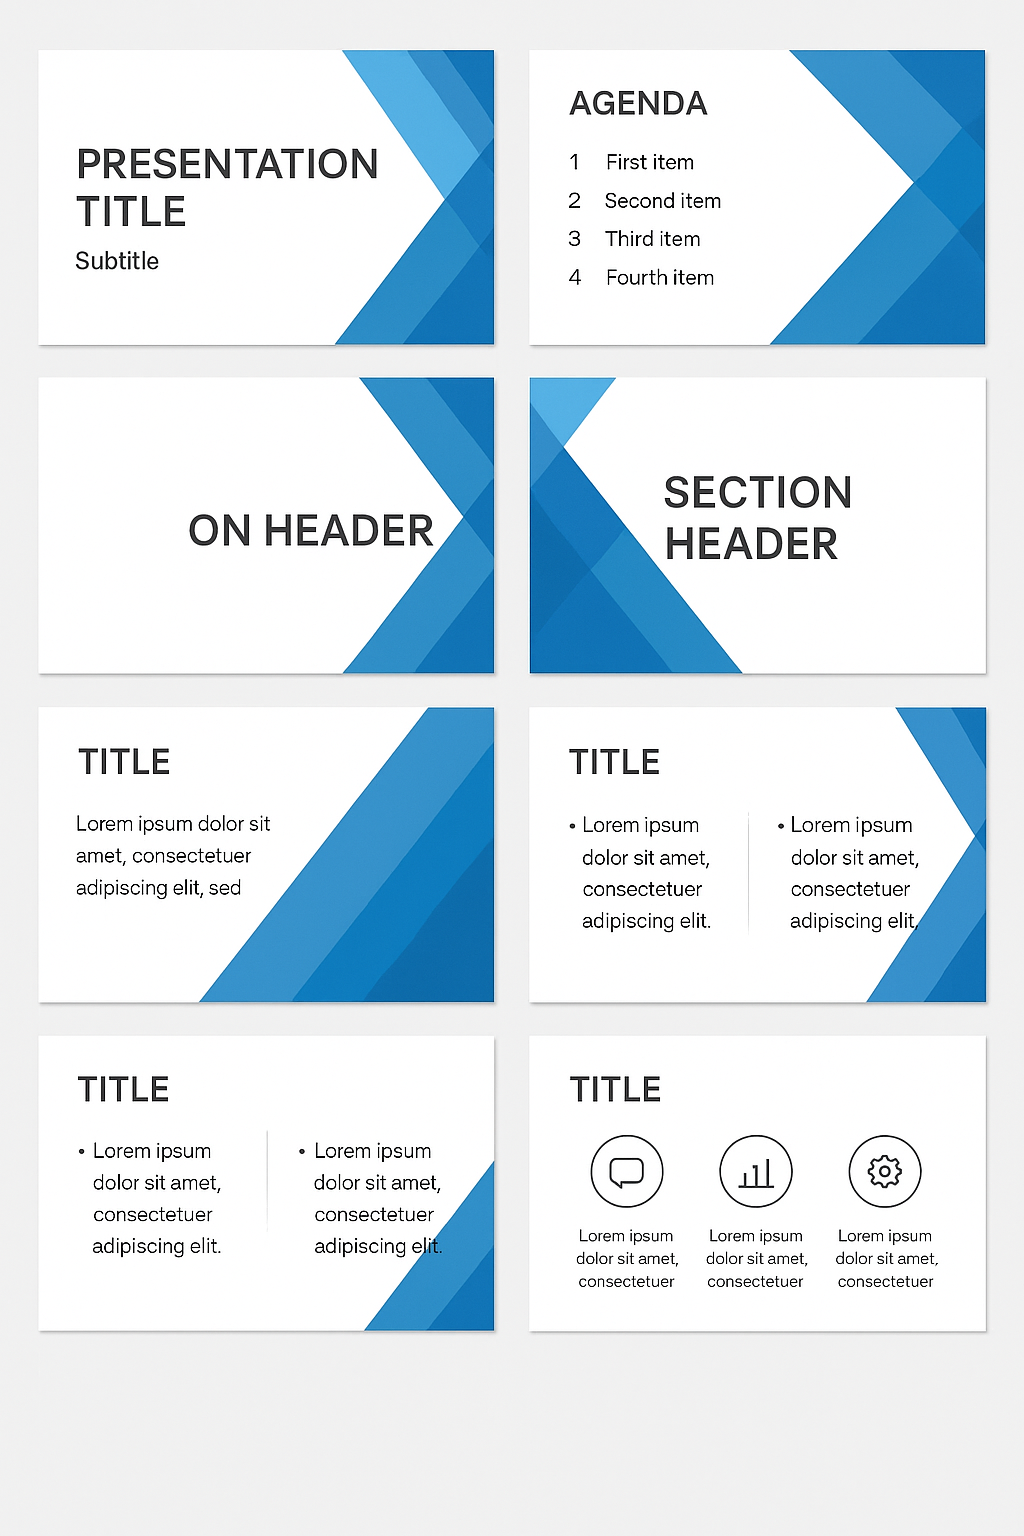 PRESENTATION
TITLE
Subtitle
AGENDA
1 First item
2 Second item
3 Third item
4 Fourth item
ON HEADER
SECTION
HEADER
TITLE
Lorem ipsum dolor sit
amet, consectetuer
adipiscing elit, sed
TITLE
• Lorem ipsum
dolor sit amet,
consectetuer
adipiscing elit.
• Lorem ipsum
dolor sit amet,
consectetuer
adipiscing elit,
TITLE
• Lorem ipsum
dolor sit amet,
consectetuer
adipiscing elit.
• Lorem ipsum
dolor sit amet,
consectetuer
adipiscing elit.
TITLE
Lorem ipsum
dolor sit amet,
consectetuer
Lorem ipsum
dolor sit amet,
consectetuer
Lorem ipsum
dolor sit amet,
consectetuer